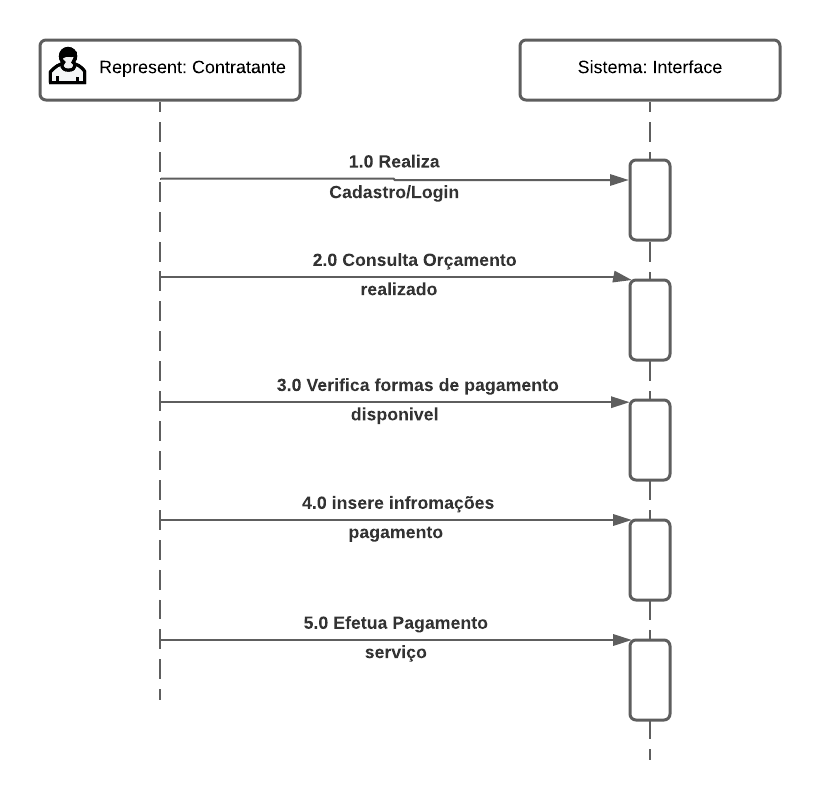 Represent: Contratante
Sistema: Interface
1.0 Realiza
Cadastro/Login
2.0 Consulta Orçamento
realizado
3.0 Verifica formas de pagamento
disponivel
4.0 insere infromações
pagamento
5.0 Efetua Pagamento
serviço